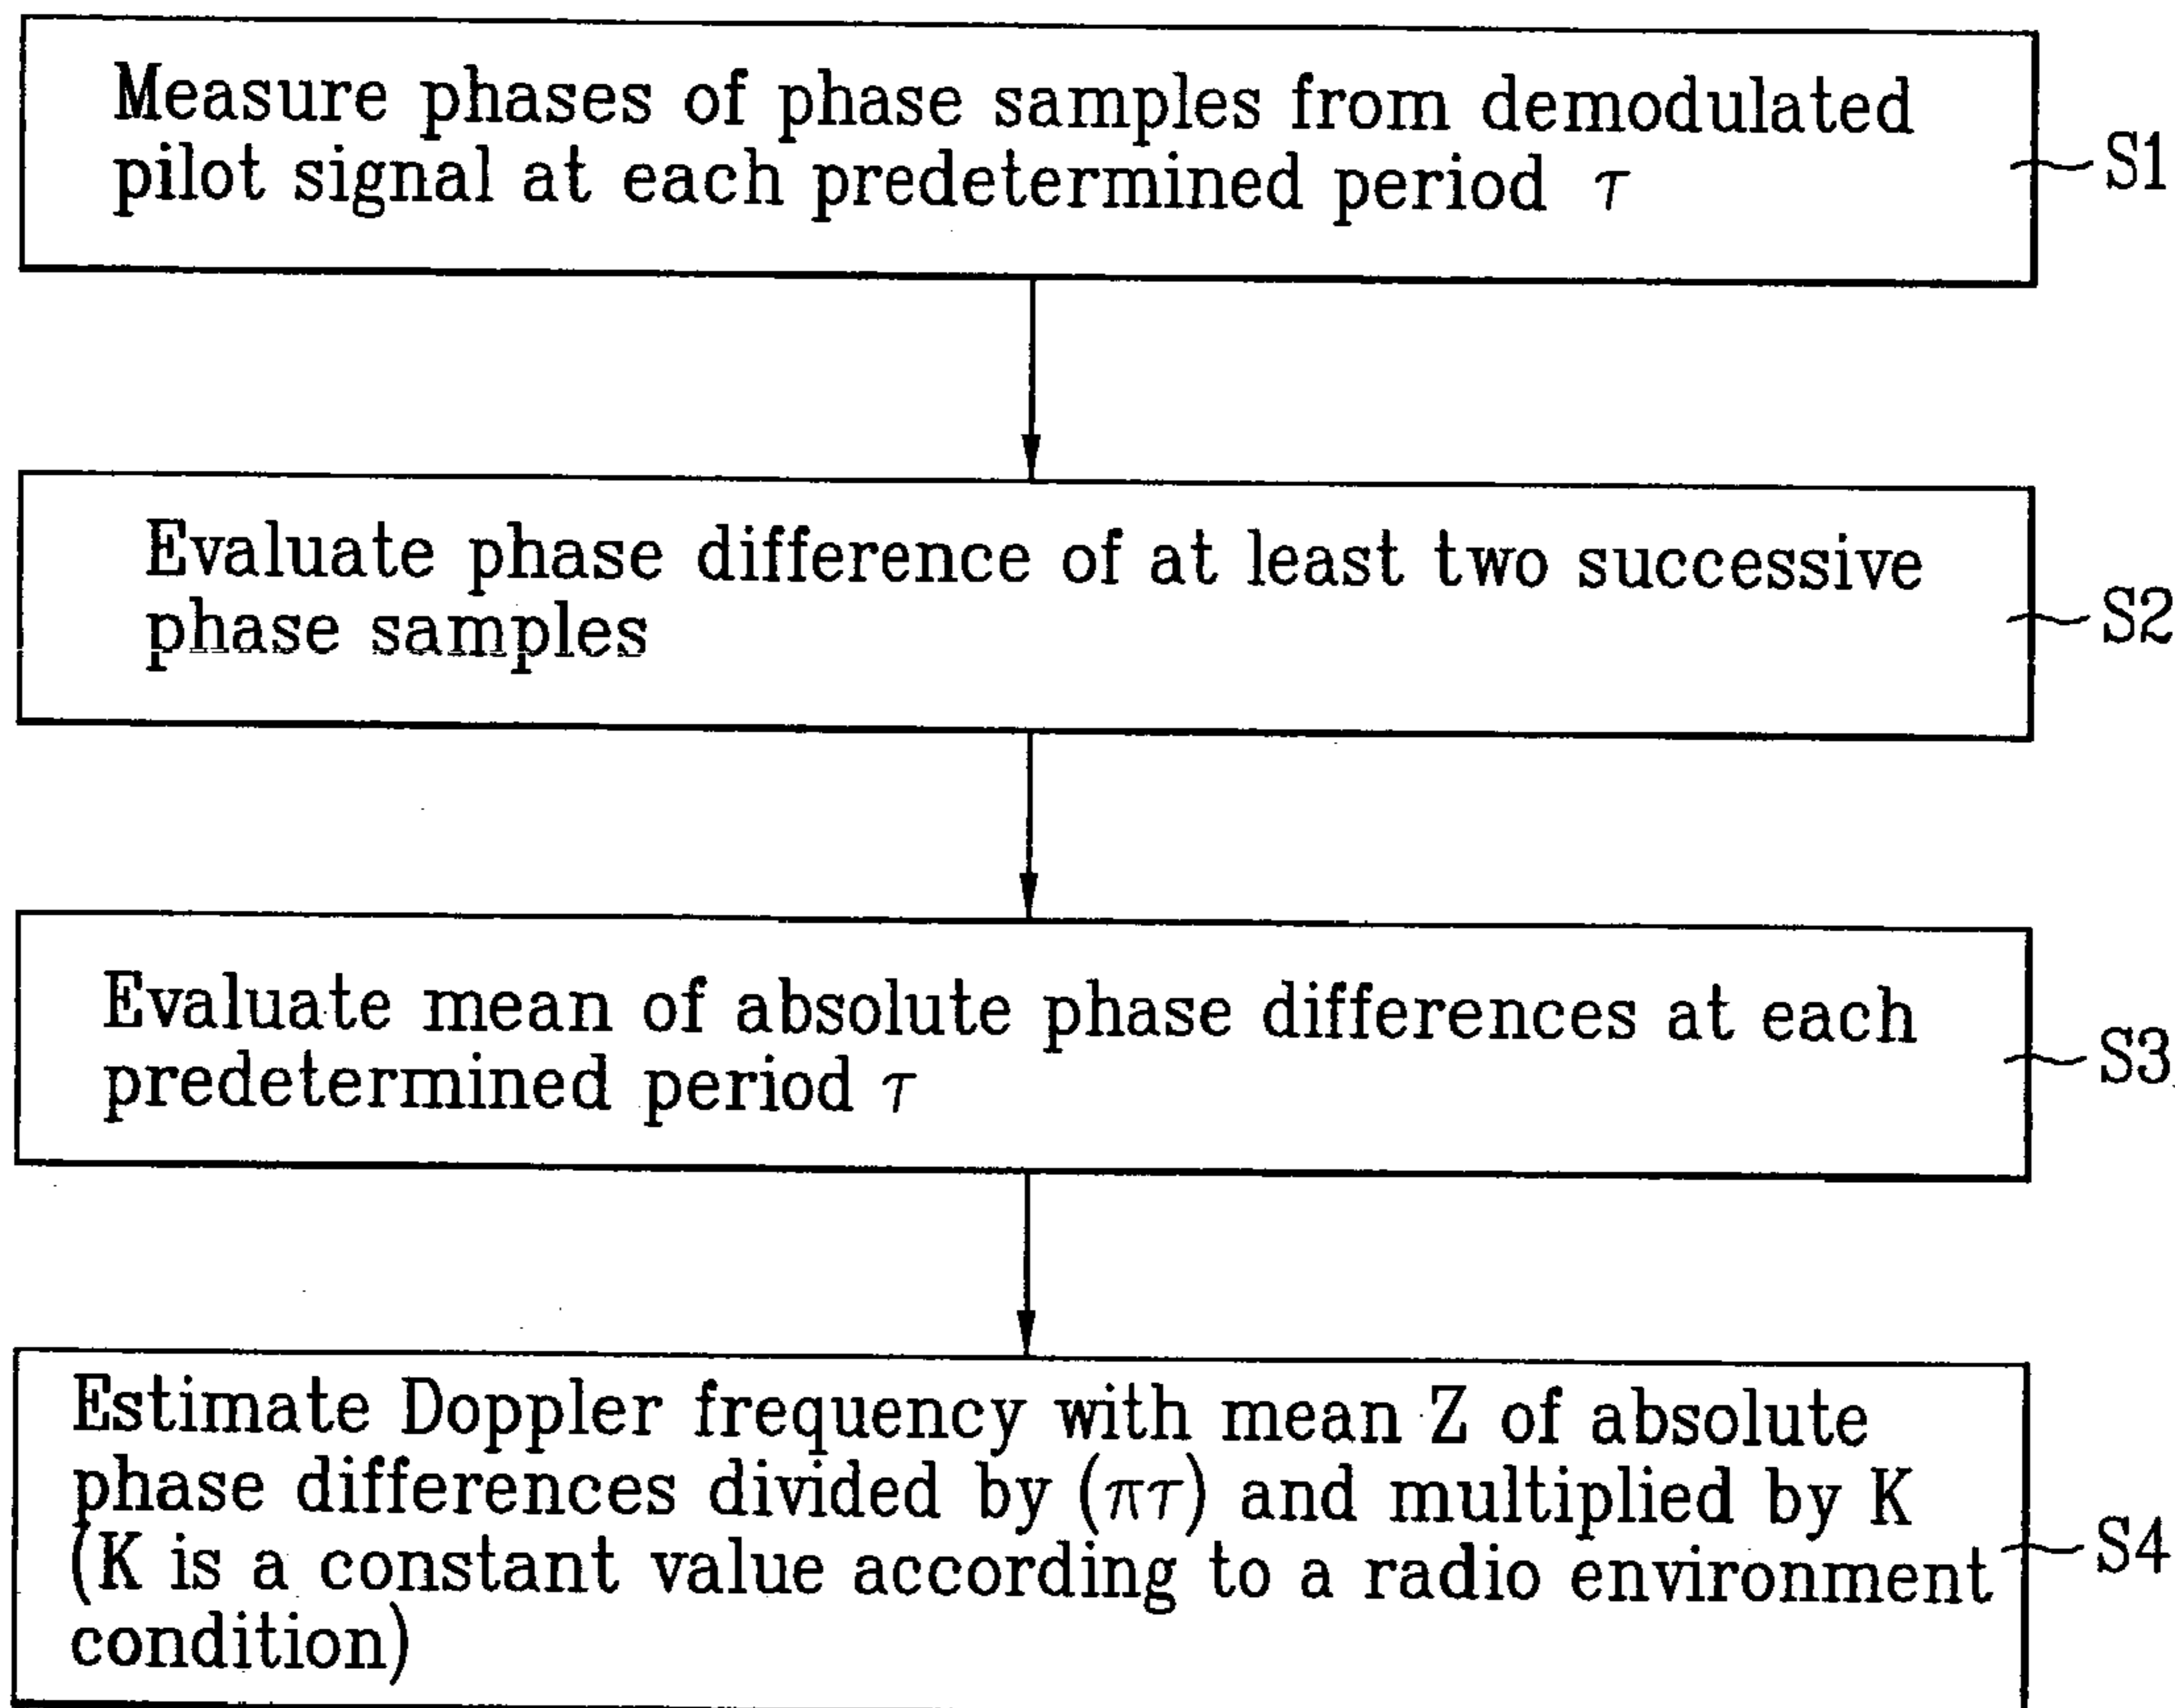 Measure phases of phase samples from demodulated
pilot signal at each predetermined period τ
S1
Evaluate phase difference of at least two successive
phase samples
S2
Evaluate mean of absolute phase differences at each
predetermined period τ
S3
Estimate Doppler frequency with mean Z of absolute
phase differences divided by (πτ) and multiplied by K
(K is a constant value according to a radio environment
condition)
S4